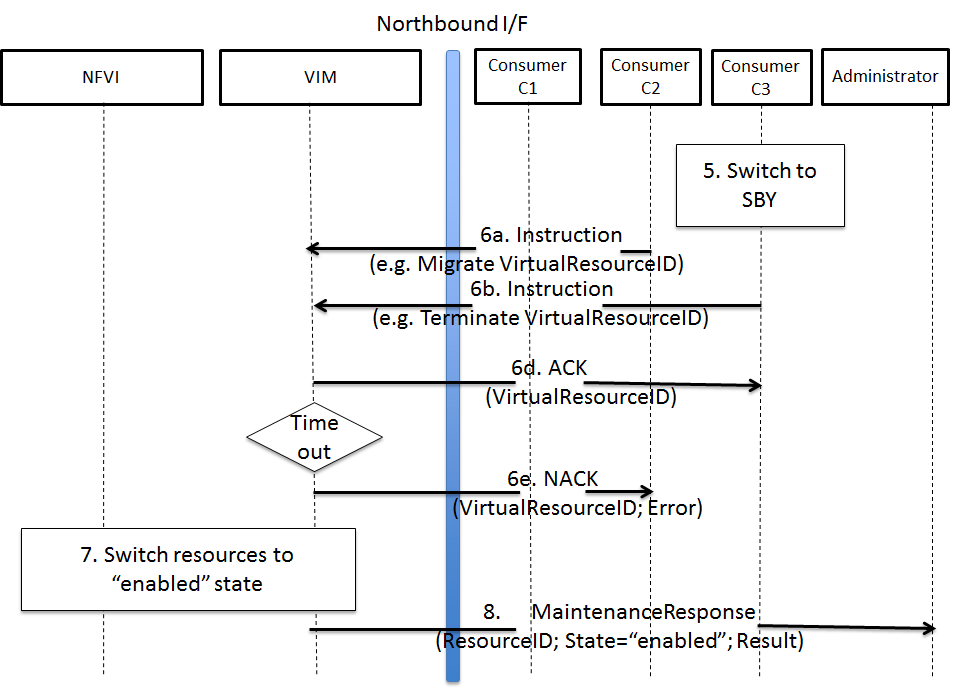 Northbound I/F
NFVI
VIM
Consumer
C1
Consumer
C2
Consumer
C3
Administrator
5. Switch to
SBY
6a. Instruction
(e.g. Migrate VirtualResourceID)
6b. Instruction
(e.g. Terminate VirtualResourceID)
6d. ACK
(VirtualResourceID)
Time
out
6e. NACK
(VirtualResourceID; Error)
7. Switch resources to
“enabled” state
8. MaintenanceResponse
(ResourceID; State=“enabled”; Result)